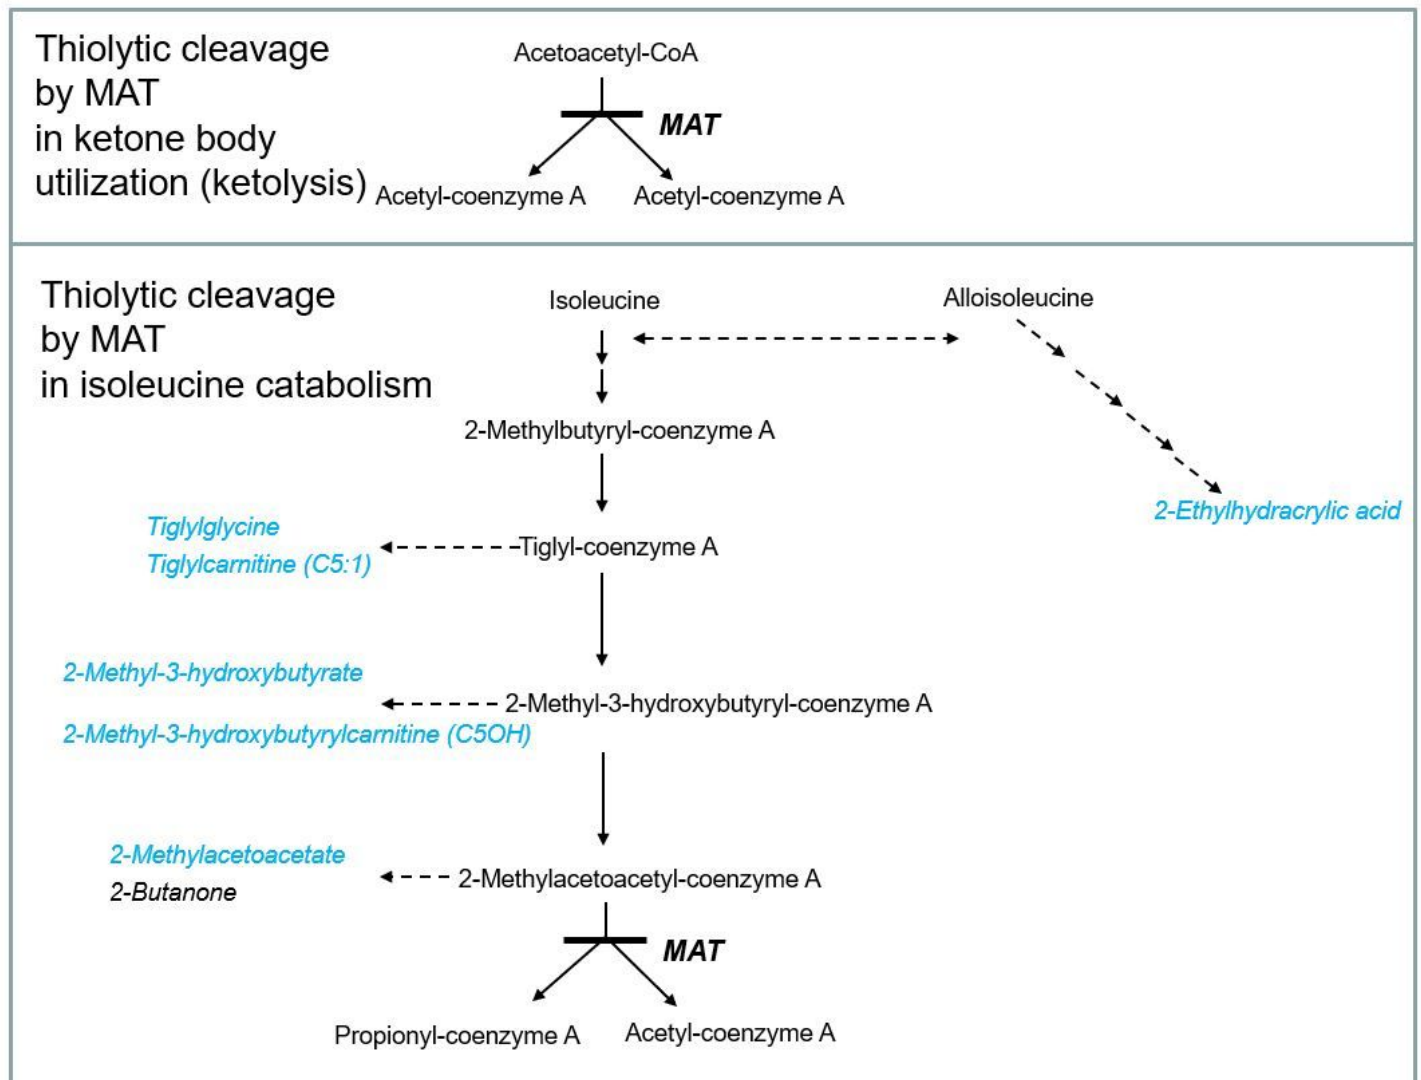 Thiolytic cleavage
by MAT
in ketone body
utilization (ketolysis)
Acetoacetyl-CoA
MAT
Acetyl-coenzyme A
Acetyl-coenzyme A
Thiolytic cleavage
by MAT
in isoleucine catabolism
Isoleucine
Alloisoleucine
2-Methylbutyryl-coenzyme A
2-Ethylhydracrylic acid
Tiglylglycine
Tiglylcarnitine (C5:1)
Tiglyl-coenzyme A
2-Methyl-3-hydroxybutyrate
2-Methyl-3-hydroxybutyryl-coenzyme A
2-Methyl-3-hydroxybutyrylcarnitine (C5OH)
2-Methylacetoacetate
2-Butanone
2-Methylacetoacetyl-coenzyme A
MAT
Propionyl-coenzyme A
Acetyl-coenzyme A